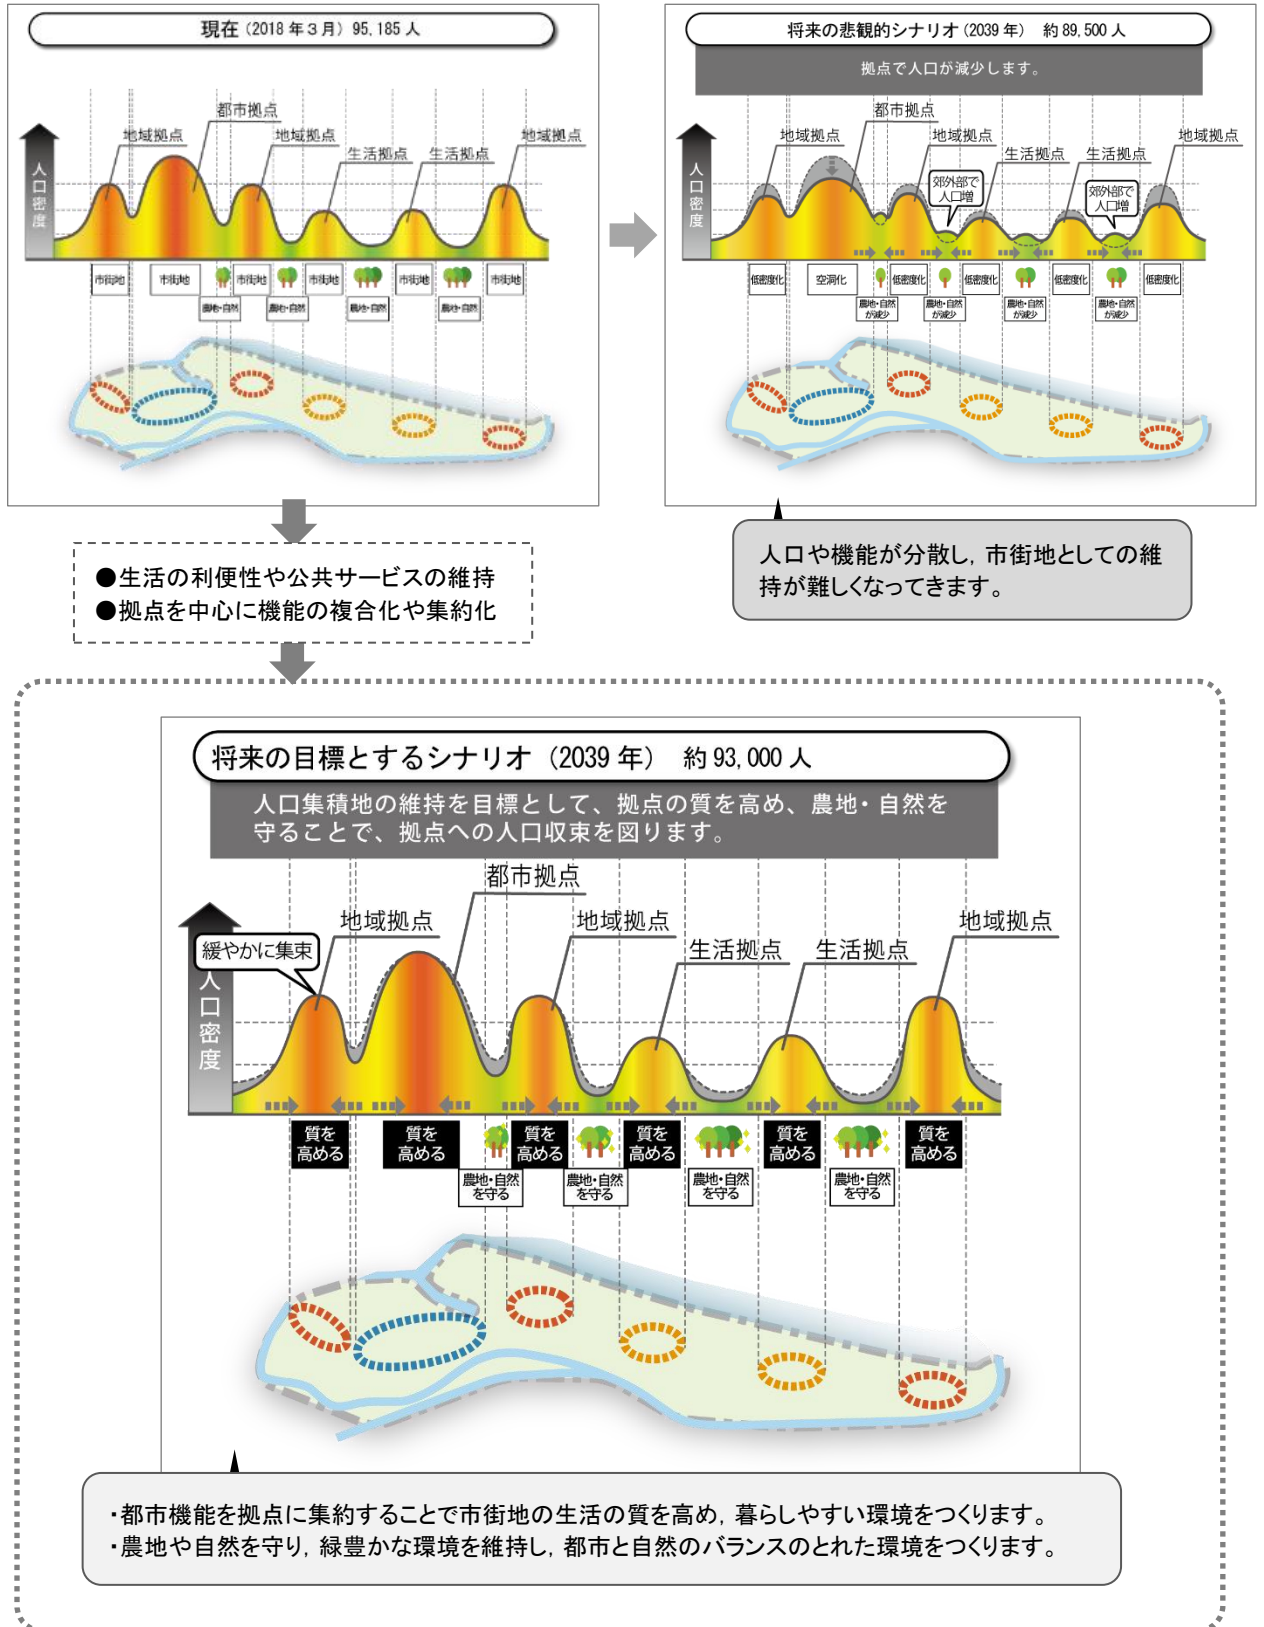 現在（2018 年３月）95,185 人
都市拠点
地域拠点
地域拠点
地域拠点
生活拠点
生活拠点
人口密度
市街地
市街地
市街地
市街地
市街地
市街地
農地・自然
農地・自然
農地・自然
農地・自然
将来の悲観的シナリオ（2039 年） 約 89,500 人
拠点で人口が減少します。
都市拠点
地域拠点
地域拠点
地域拠点
生活拠点
生活拠点
人口密度
郊外部で
人口増
郊外部で
人口増
低密度化
空洞化
低密度化
低密度化
低密度化
低密度化
農地・自然
が減少
農地・自然
が減少
農地・自然
が減少
農地・自然
が減少
人口や機能が分散し，市街地としての維
持が難しくなってきます。
●生活の利便性や公共サービスの維持
●拠点を中心に機能の複合化や集約化
将来の目標とするシナリオ（2039 年） 約 93,000 人
人口集積地の維持を目標として、拠点の質を高め、農地・自然を
守ることで、拠点への人口収束を図ります。
都市拠点
地域拠点
地域拠点
地域拠点
生活拠点
生活拠点
緩やかに集束
人口密度
質を
高める
質を
高める
質を
高める
質を
高める
質を
高める
質を
高める
農地・自然
を守る
農地・自然
を守る
農地・自然
を守る
農地・自然
を守る
・都市機能を拠点に集約することで市街地の生活の質を高め，暮らしやすい環境をつくります。
・農地や自然を守り，緑豊かな環境を維持し，都市と自然のバランスのとれた環境をつくります。